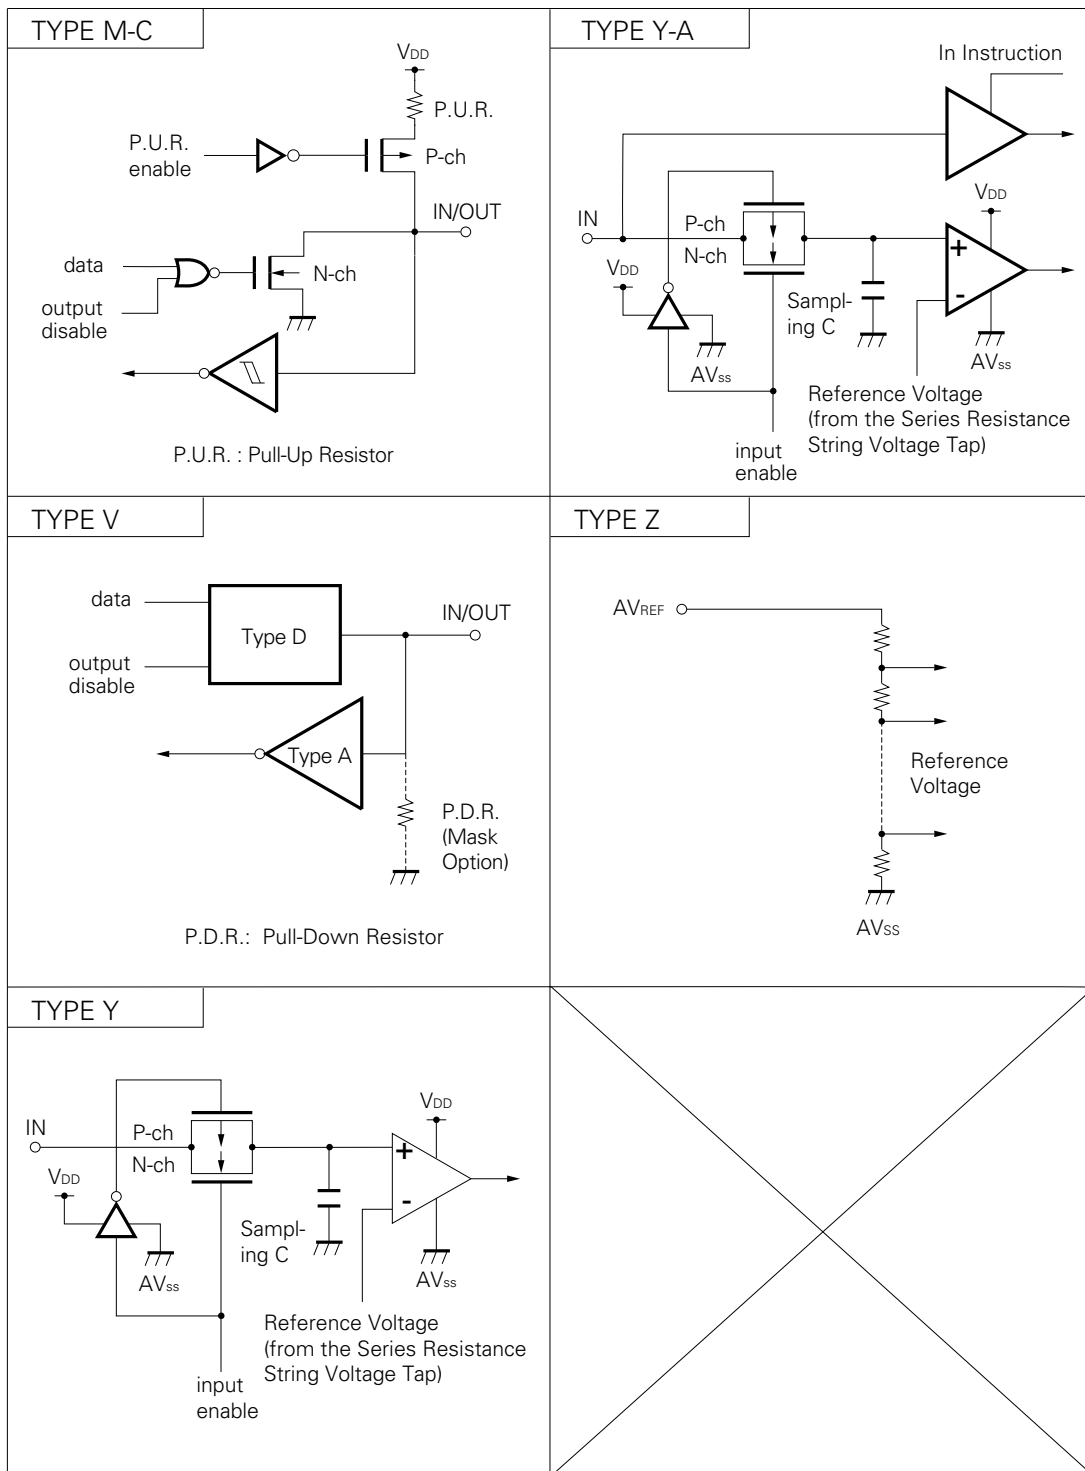 TYPE M-C
VDD
P.U.R.
P.U.R.
enable
P-ch
IN/OUT
data
N-ch
output
disable
P.U.R. : Pull-Up Resistor
TYPE Y-A
In Instruction
VDD
IN
P-ch
N-ch
VDD
+
-
Sampl-
ing C
AVss
AVss
Reference Voltage
(from the Series Resistance
String Voltage Tap)
input
enable
TYPE V
data
IN/OUT
Type D
output
disable
Type A
P.D.R.
(Mask
Option)
P.D.R.: Pull-Down Resistor
TYPE Z
AVREF
Reference
Voltage
AVSS
TYPE Y
VDD
IN
P-ch
N-ch
VDD
+
-
Sampl-
ing C
AVss
AVss
Reference Voltage
(from the Series Resistance
String Voltage Tap)
input
enable